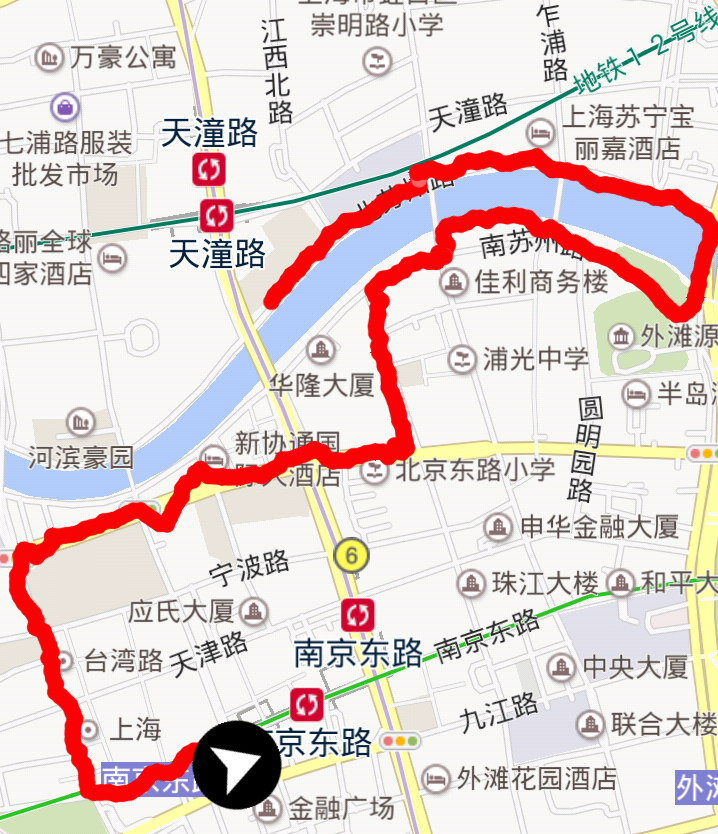 崇明路小学
江西北路
乍浦路
地铁12号线
万豪公寓
七浦路服装
批发市场
天潼路
天潼路
上海苏宁宝
丽嘉酒店
天潼路
全球
四家酒店
南苏州路
佳利商务楼
外滩源
华隆大厦
浦光中学
半岛
圆明园路
河滨豪园
新协通国
际大酒店
北京东路小学
申华金融大厦
6
宁波路
珠江大楼
和平大
应氏大厦
台湾路
天津路
南京东路
南京东路
中央大厦
上海
九江路
京东路
联合大楼
南京东路
外滩花园酒店
外滩
金融广场